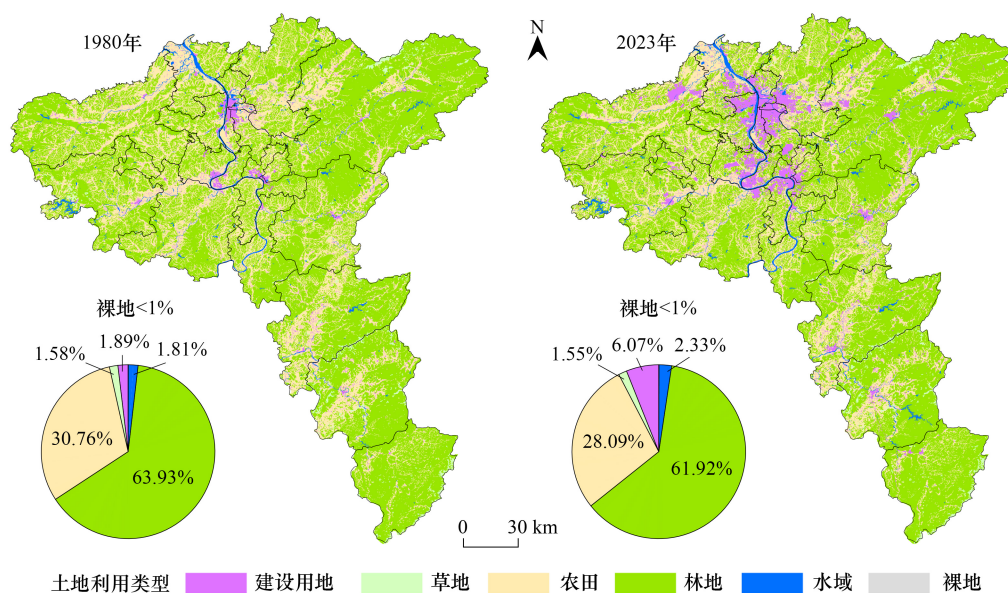 1980年
N
2023年
裸地<1%
1.58%
1.89%
1.81%
30.76%
63.93%
裸地<1%
1.55%
6.07%
2.33%
28.09%
61.92%
0 30 km
土地利用类型 建设用地 草地 农田 林地 水域 裸地